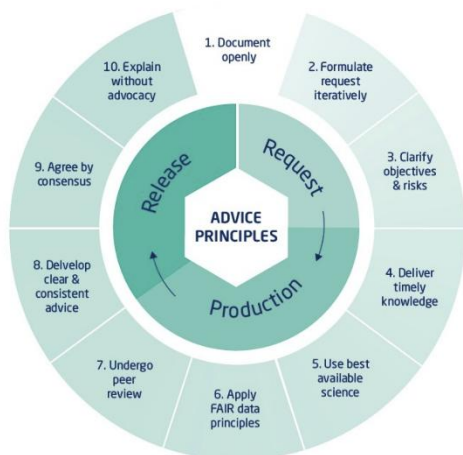 1. Document
openly
2. Formulate
request
iteratively
3. Clarify
objectives
& risks
4. Deliver
timely
knowledge
5. Use best
available
science
6. Apply
FAIR data
principles
7. Undergo
peer
review
8. Delvelop
clear &
consistent
advice
9. Agree by
consensus
10. Explain
without
advocacy
Request
Production
Release
ADVICE
PRINCIPLES